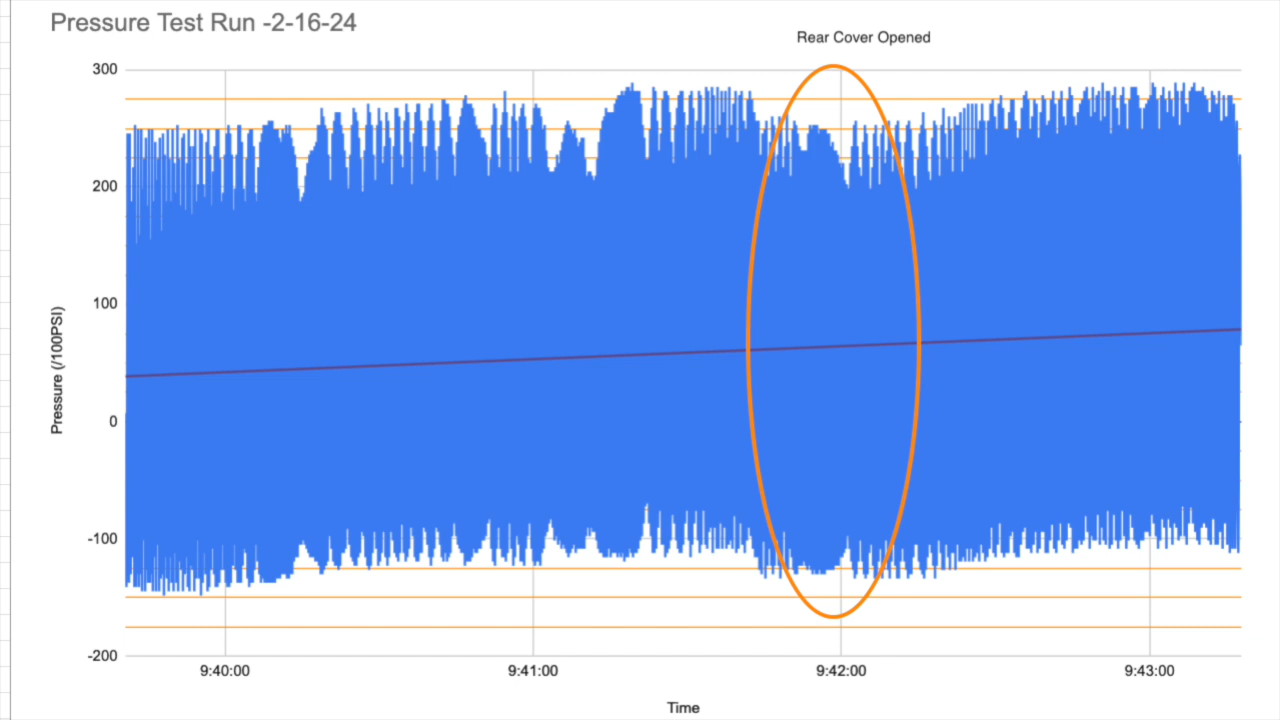 Pressure Test Run -2-16-24
Rear Cover Opened
300
200
100
0
-100
-200
Pressure (/100PSI)
9:40:00
9:41:00
9:42:00
9:43:00
Time